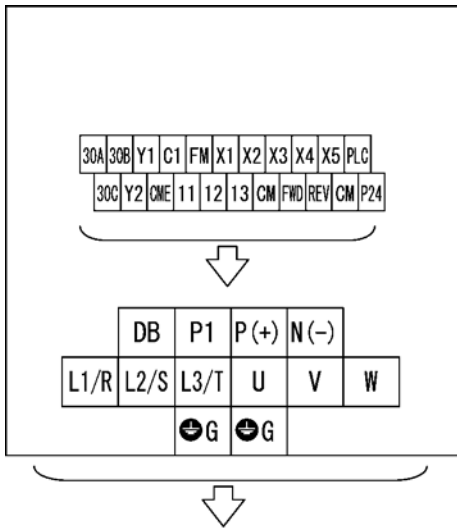 30A 30B Y1 C1 FM X1 X2 X3 X4 X5 PLC
30C Y2 CME 11 12 13 CM FWD REV CM P24
DB P1 P(+) N(-)
L1/R L2/S L3/T U V W
G G